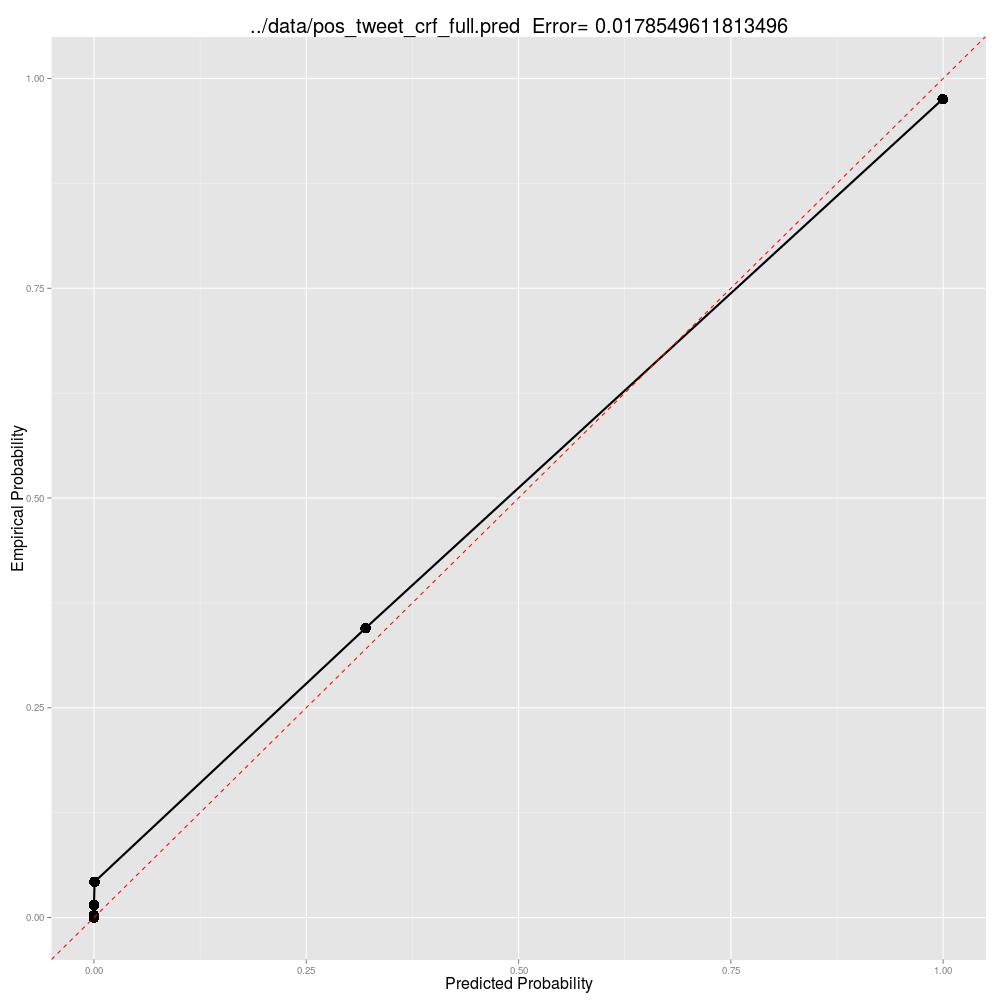 ../data/pos_tweet_crf_full.pred  Error= 0.0178549611813496
1.00
0.75
0.50
0.25
0.00
Empirical Probability
0.00 0.25 0.50 0.75 1.00
Predicted Probability